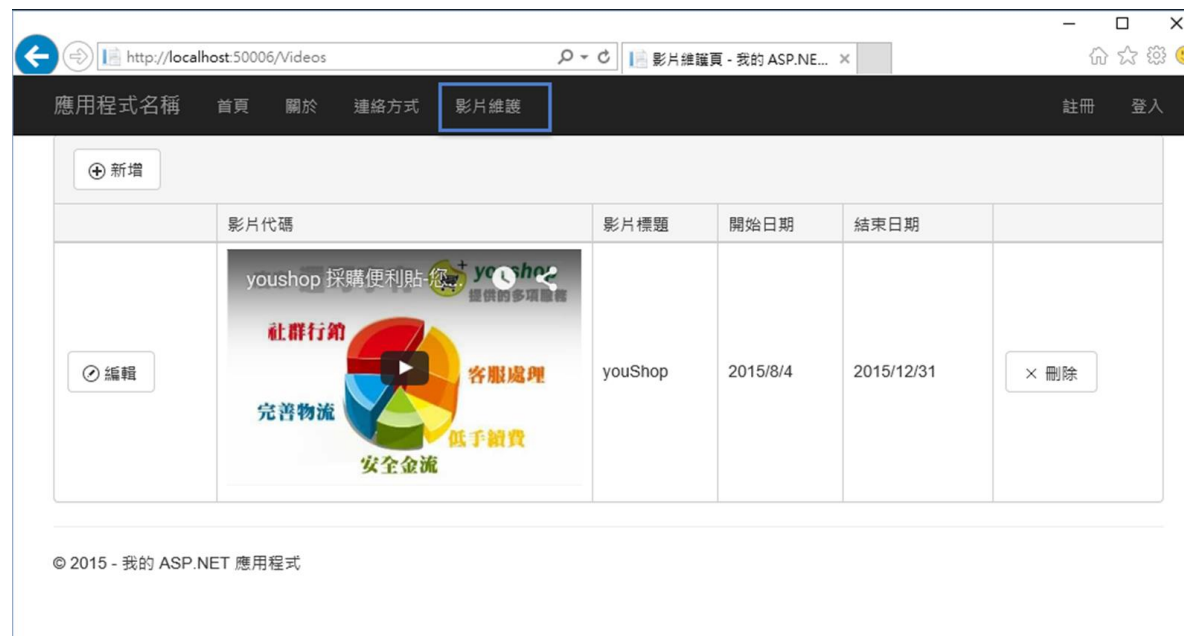 http://localhost:50006/Videos
影片維護頁 - 我的 ASP.NE...
應用程式名稱 首頁 關於 連絡方式 影片維護 註冊 登入
新增
影片代碼 影片標題 開始日期 結束日期
youshop 採購便利貼-您...
youshop
提供的多項服務
社群行銷
客服處理
完善物流
低手續費
安全金流
編輯 youShop 2015/8/4 2015/12/31 刪除
© 2015 - 我的 ASP.NET 應用程式